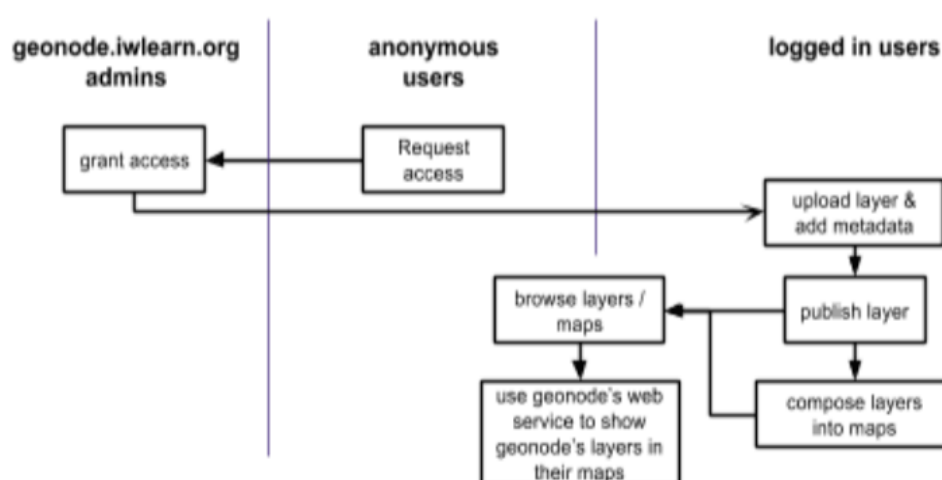 geonode.iwlearn.org
admins
anonymous
users
logged in users
grant access
Request
access
upload layer &
add metadata
browse layers /
maps
publish layer
use geonode's web
service to show
geonode's layers in
their maps
compose layers
into maps